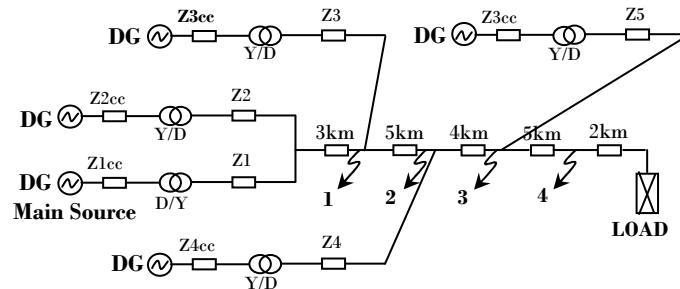 Z3cc Z3 Z3cc Z5
DG DG
Y/D Y/D
Z2cc Z2
DG
Y/D 3km 5km 4km 5km 2km
Z1cc Z1
DG
Main Source D/Y 1 2 3 4
LOAD
Z4cc Z4
DG
Y/D